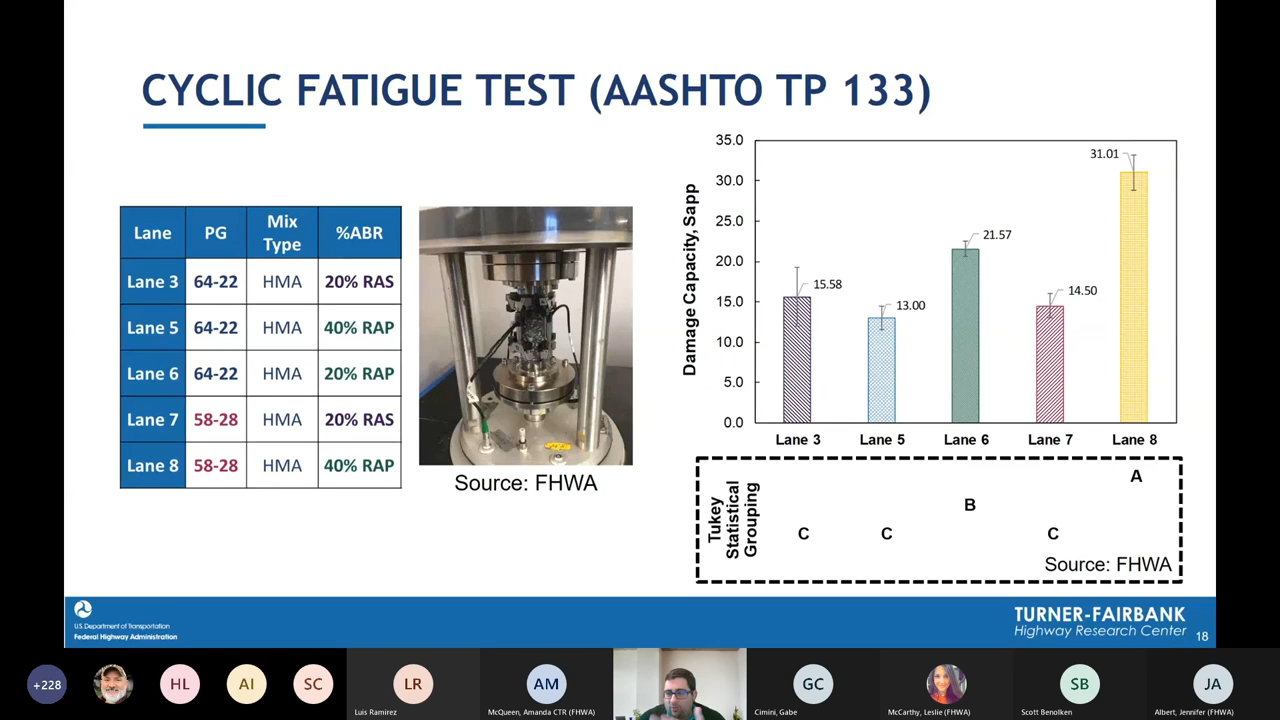 CYCLIC FATIGUE TEST (AASHTO TP 133)
Lane PG Mix Type %ABR
Lane 3 64-22 HMA 20% RAS
Lane 5 64-22 HMA 40% RAP
Lane 6 64-22 HMA 20% RAP
Lane 7 58-28 HMA 20% RAS
Lane 8 58-28 HMA 40% RAP
Source: FHWA
Damage Capacity, Sapp
35.0
30.0
25.0
20.0
15.0
10.0
5.0
0.0
15.58
13.00
21.57
14.50
31.01
Lane 3 Lane 5 Lane 6 Lane 7 Lane 8
Tukey
Statistical
Grouping
A
B
C C C
Source: FHWA
U.S. Department of Transportation
Federal Highway Administration
TURNER-FAIRBANK
Highway Research Center
18
+228
HL
AI
SC
LR
Luis Ramirez
AM
McQueen, Amanda CTR (FHWA)
GC
Cimini, Gabe
McCarthy, Leslie (FHWA)
SB
Scott Benolken
JA
Albert, Jennifer (FHWA)